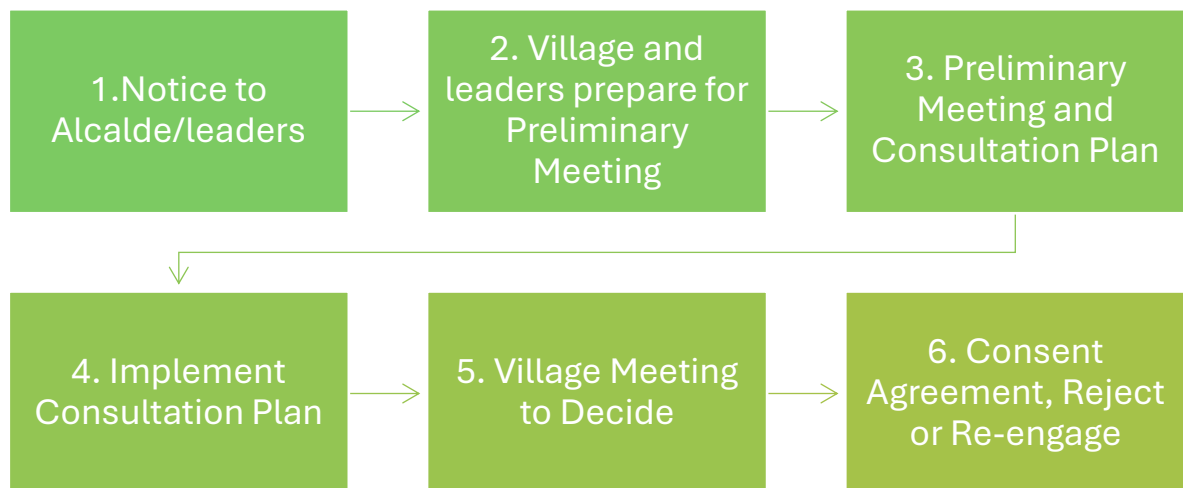 1.Notice to
Alcalde/leaders
2. Village and
leaders prepare for
Preliminary
Meeting
3. Preliminary
Meeting and
Consultation Plan
4. Implement
Consultation Plan
5. Village Meeting
to Decide
6. Consent
Agreement, Reject
or Re-engage